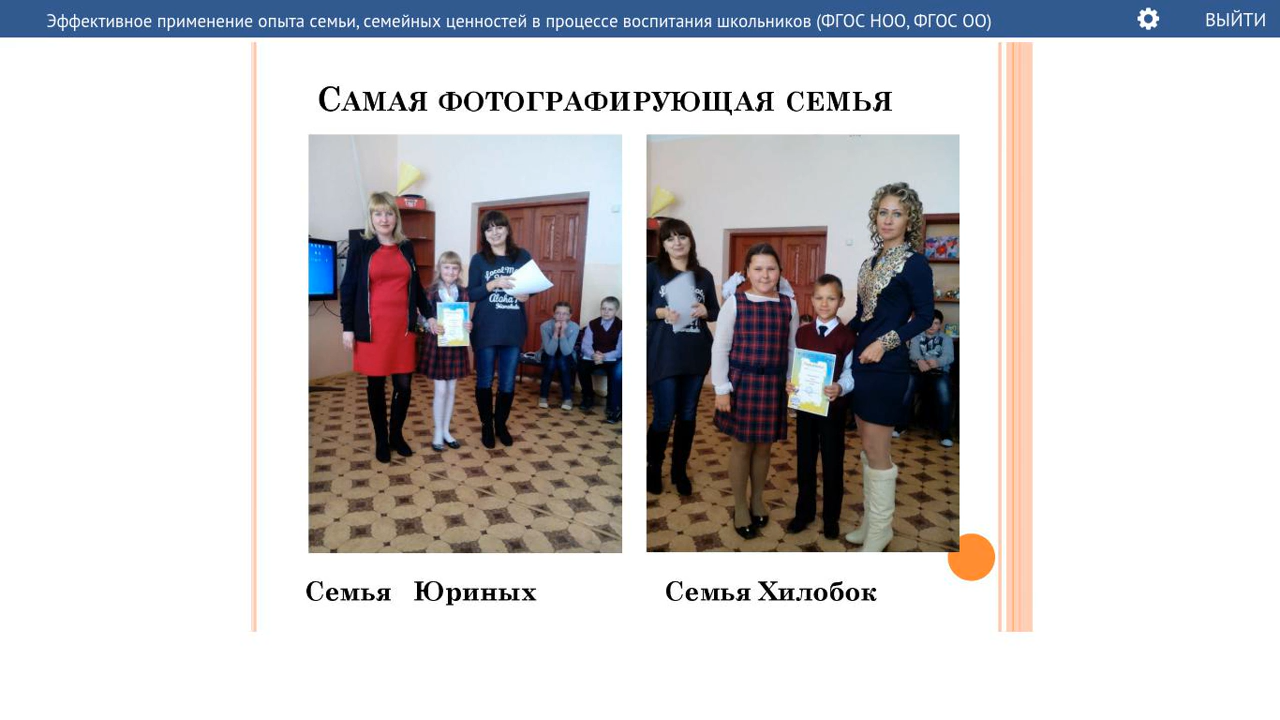 Эффективное применение опыта семьи, семейных ценностей в процессе воспитания школьников (ФГОС НОО, ФГОС ОО)
ВЫЙТИ
Самая фотографирующая семья
Aloha
Семья Юриных
Семья Хилобок